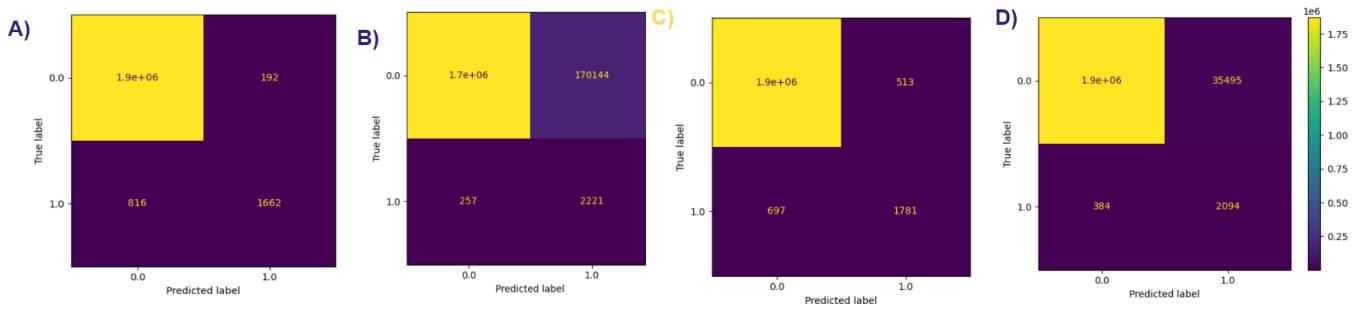 A)
0.0
1.0
True label
1.9e+06
192
816
1662
0.0
1.0
Predicted label
B)
0.0
1.0
True label
1.7e+06
170144
257
2221
0.0
1.0
Predicted label
C)
0.0
1.0
True label
1.9e+06
513
697
1781
0.0
1.0
Predicted label
D)
0.0
1.0
True label
1.9e+06
35495
384
2094
0.0
1.0
Predicted label
1e6
1.75
1.50
1.25
1.00
0.75
0.50
0.25